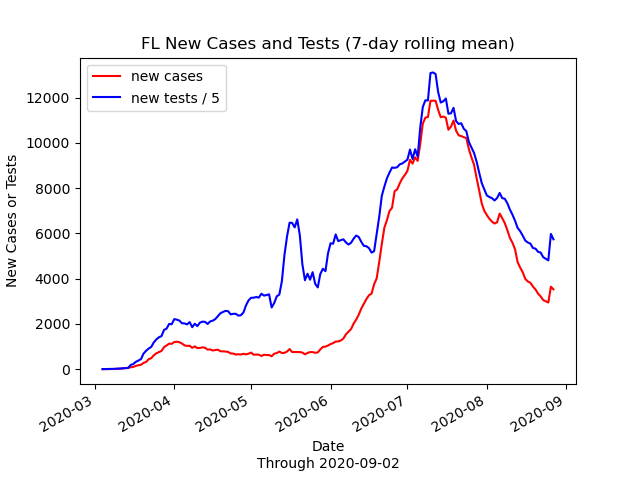 FL New Cases and Tests (7-day rolling mean)
new cases
new tests / 5
New Cases or Tests
12000
10000
8000
6000
4000
2000
0
2020-03
2020-04
2020-05
2020-06
2020-07
2020-08
2020-09
Date
Through 2020-09-02